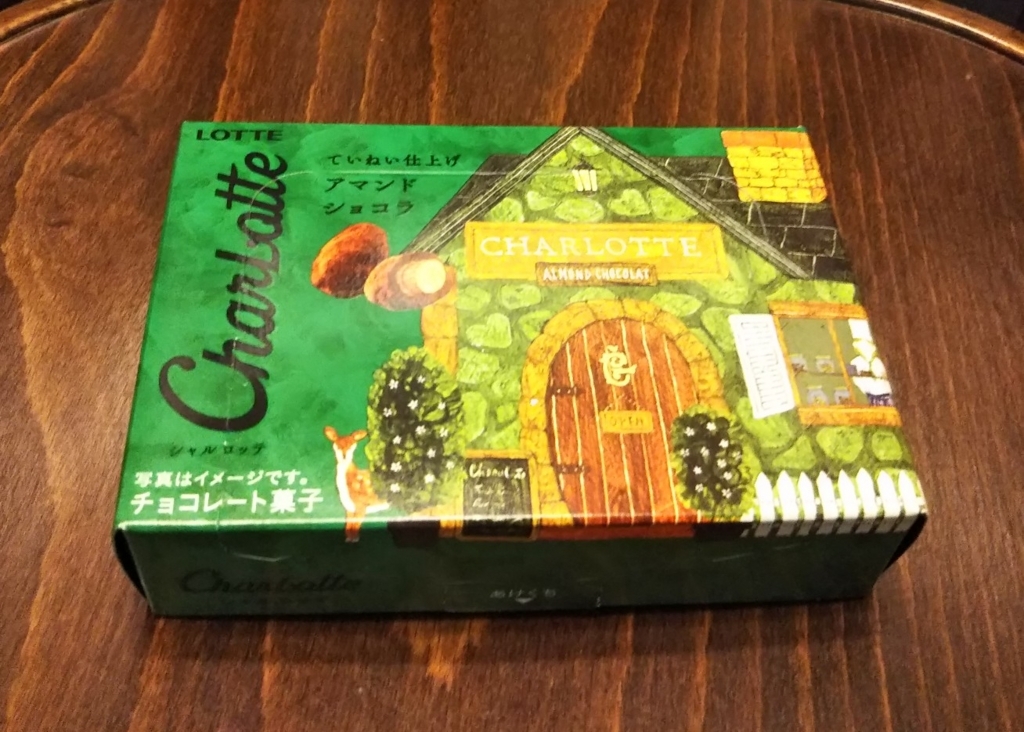 LOTTE
Charlotte
シャルロッテ
ていねい仕上げ
アマンド
ショコラ
CHARLOTTE
ALMOND CHOCOLAT
OPEN
写真はイメージです。
チョコレート菓子
Charlotte
あけくち